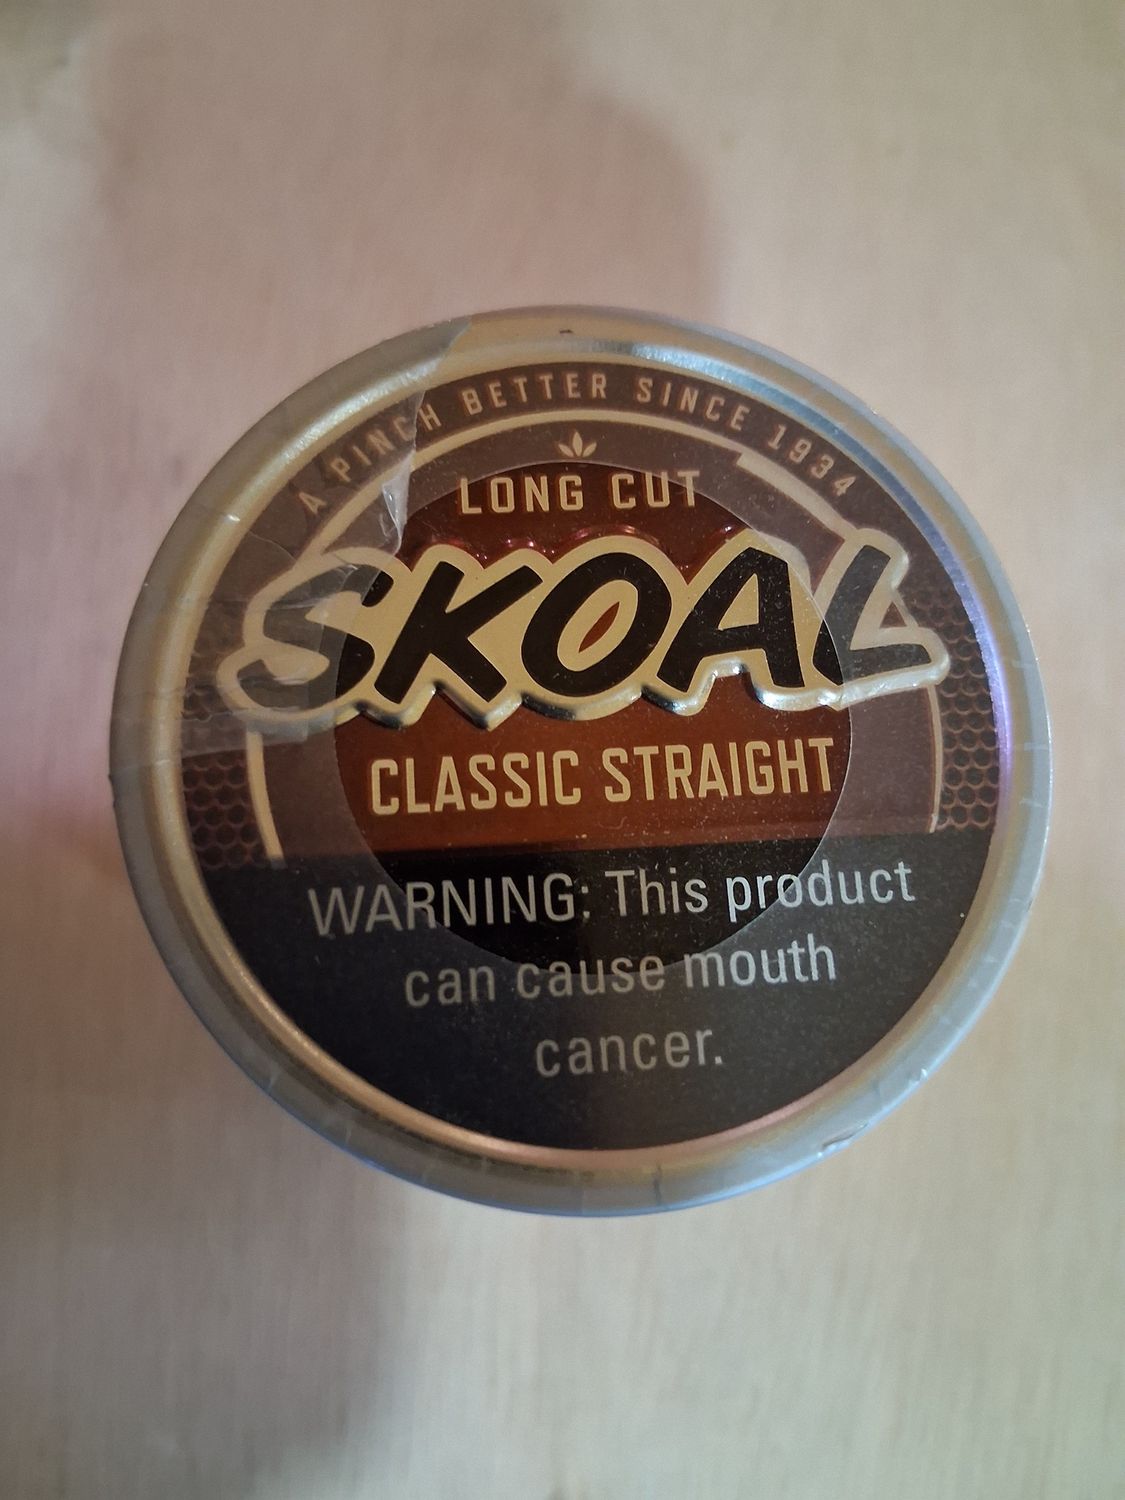 A PINCH BETTER SINCE 1934
LONG CUT
SKOAL
CLASSIC STRAIGHT
WARNING: This product
can cause mouth
cancer.